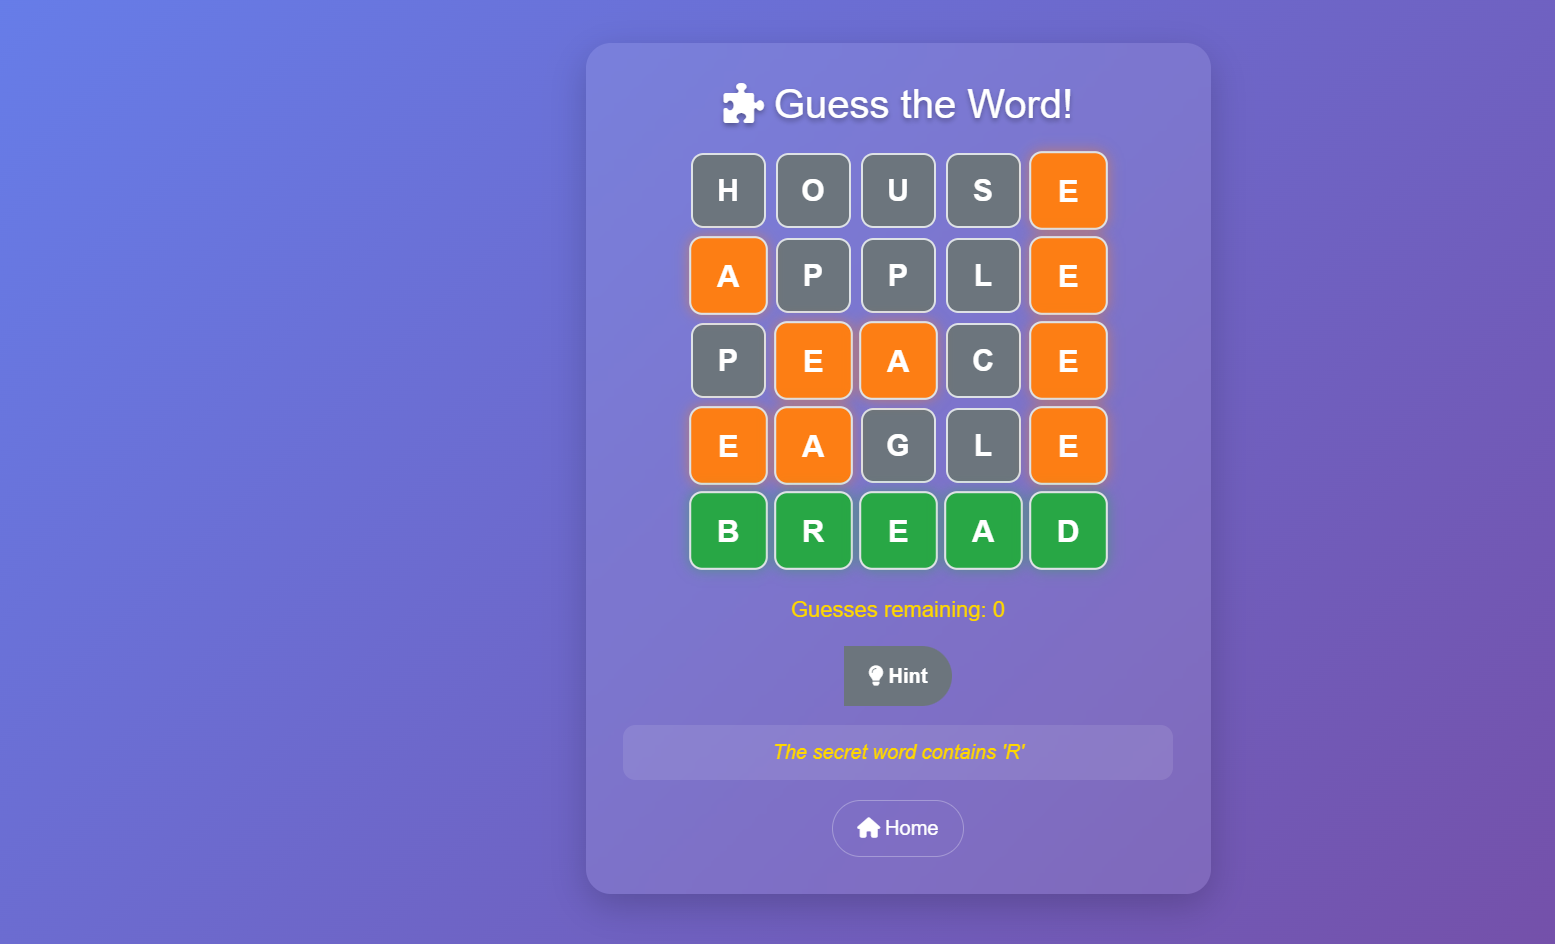 Guess the Word!
H O U S E
A P P L E
P E A C E
E A G L E
B R E A D
Guesses remaining: 0
Hint
The secret word contains 'R'
Home